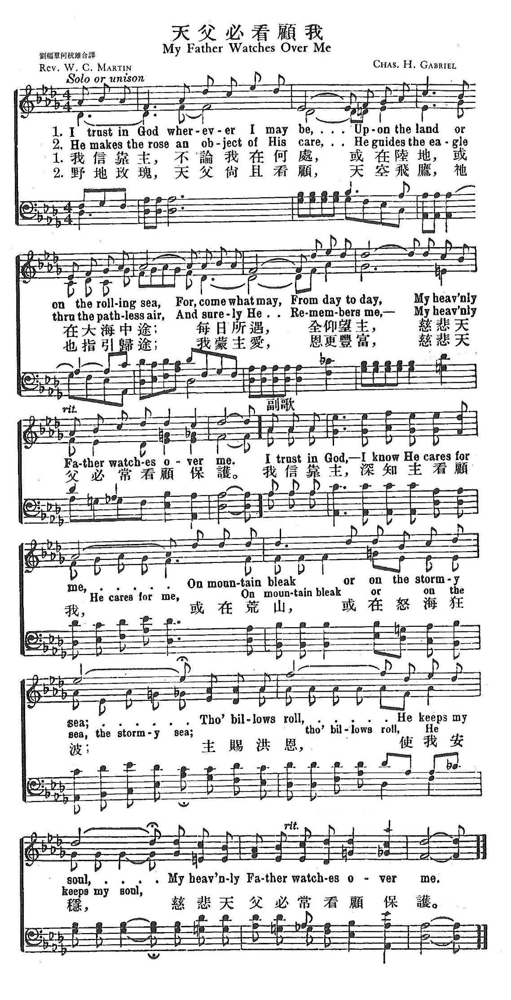 天父必看顧我
My Father Watches Over Me
劉福羣何統雄合譯
Rev. W. C. Martin
Chas. H. Gabriel
Solo or unison
1. I trust in God wher-ev-er I may be, . . . Up-on the land or
2. He makes the rose an ob-ject of His care, . . He guides the ea-gle
1. 我信靠主，不論我在何處，或在陸地，或
2. 野地玫瑰，天父尙且看顧，天空飛鷹，祂
on the roll-ing sea, For, come what may, From day to day, My heav'nly
thru the path-less air, And sure-ly He . . Re-mem-bers me,— My heav'nly
在大海中途；每日所遇，全仰望主，慈悲天
也指引歸途；我蒙主愛，恩更豐富，慈悲天
rit.
副歌
Fa-ther watch-es o-ver me. I trust in God,—I know He cares for
父必常看顧保護。我信靠主，深知主看顧
me, . . . . . On moun-tain bleak or on the storm-y
He cares for me, On moun-tain bleak or on the
我，或在荒山，或在怒海狂
sea; . . . . . . Tho' bil-lows roll, . . . . . He keeps my
sea, the storm-y sea; tho' bil-lows roll, He
波；主賜洪恩，使我安
rit.
soul, . . . . My heav'n-ly Fa-ther watch-es o-ver me.
keeps my soul,
穩，慈悲天父必常看顧保護。